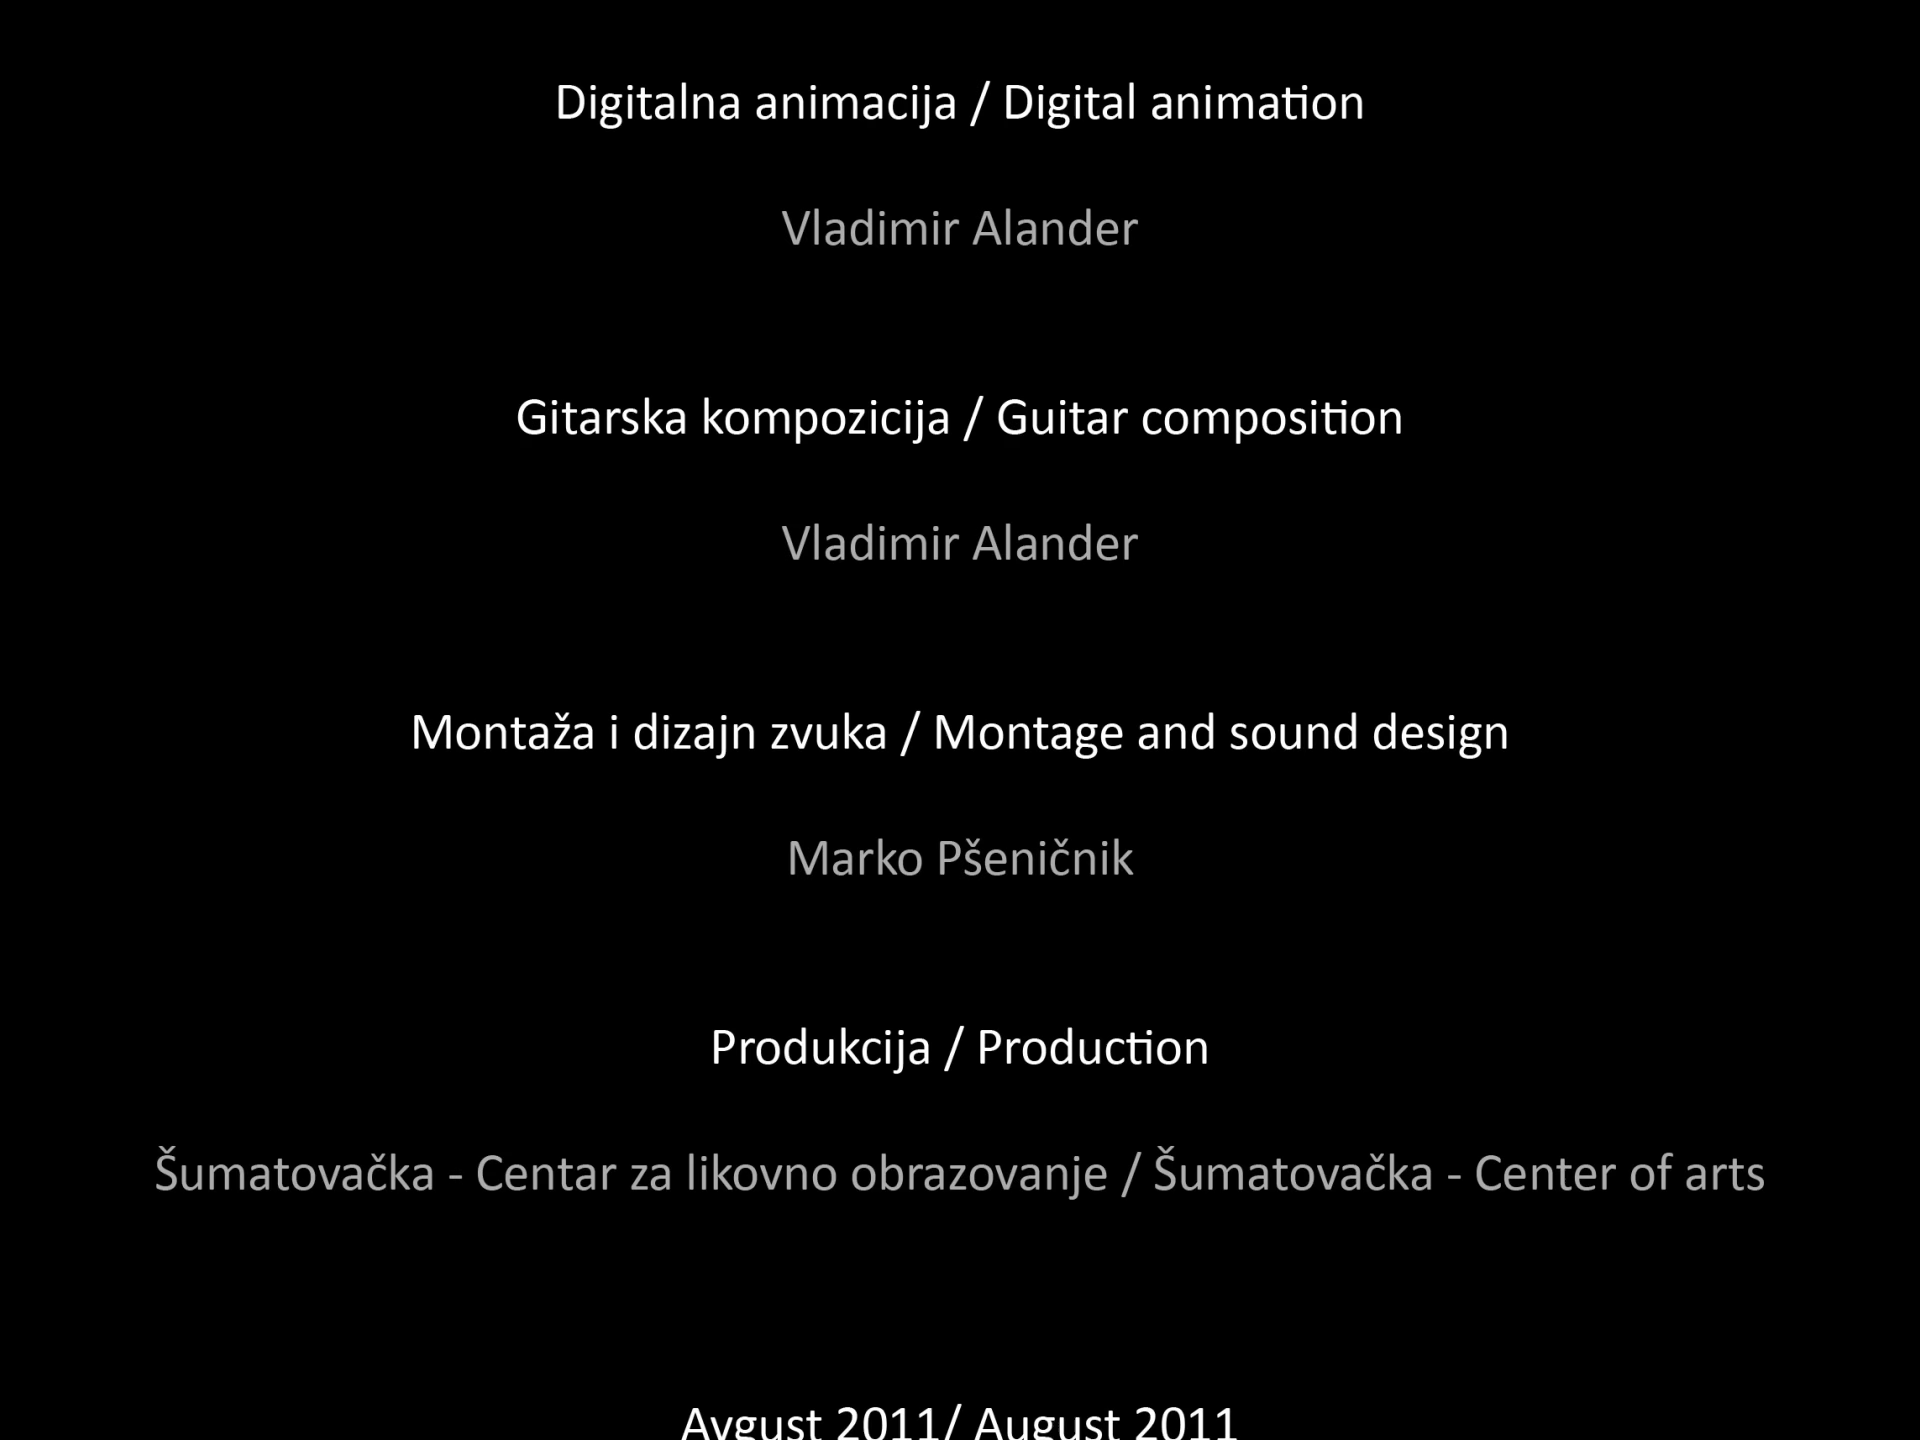 Digitalna animacija / Digital animation
Vladimir Alander
Gitarska kompozicija / Guitar composition
Vladimir Alander
Montaža i dizajn zvuka / Montage and sound design
Marko Pšeničnik
Produkcija / Production
Šumatovačka - Centar za likovno obrazovanje / Šumatovačka - Center of arts
Avgust 2011/ August 2011